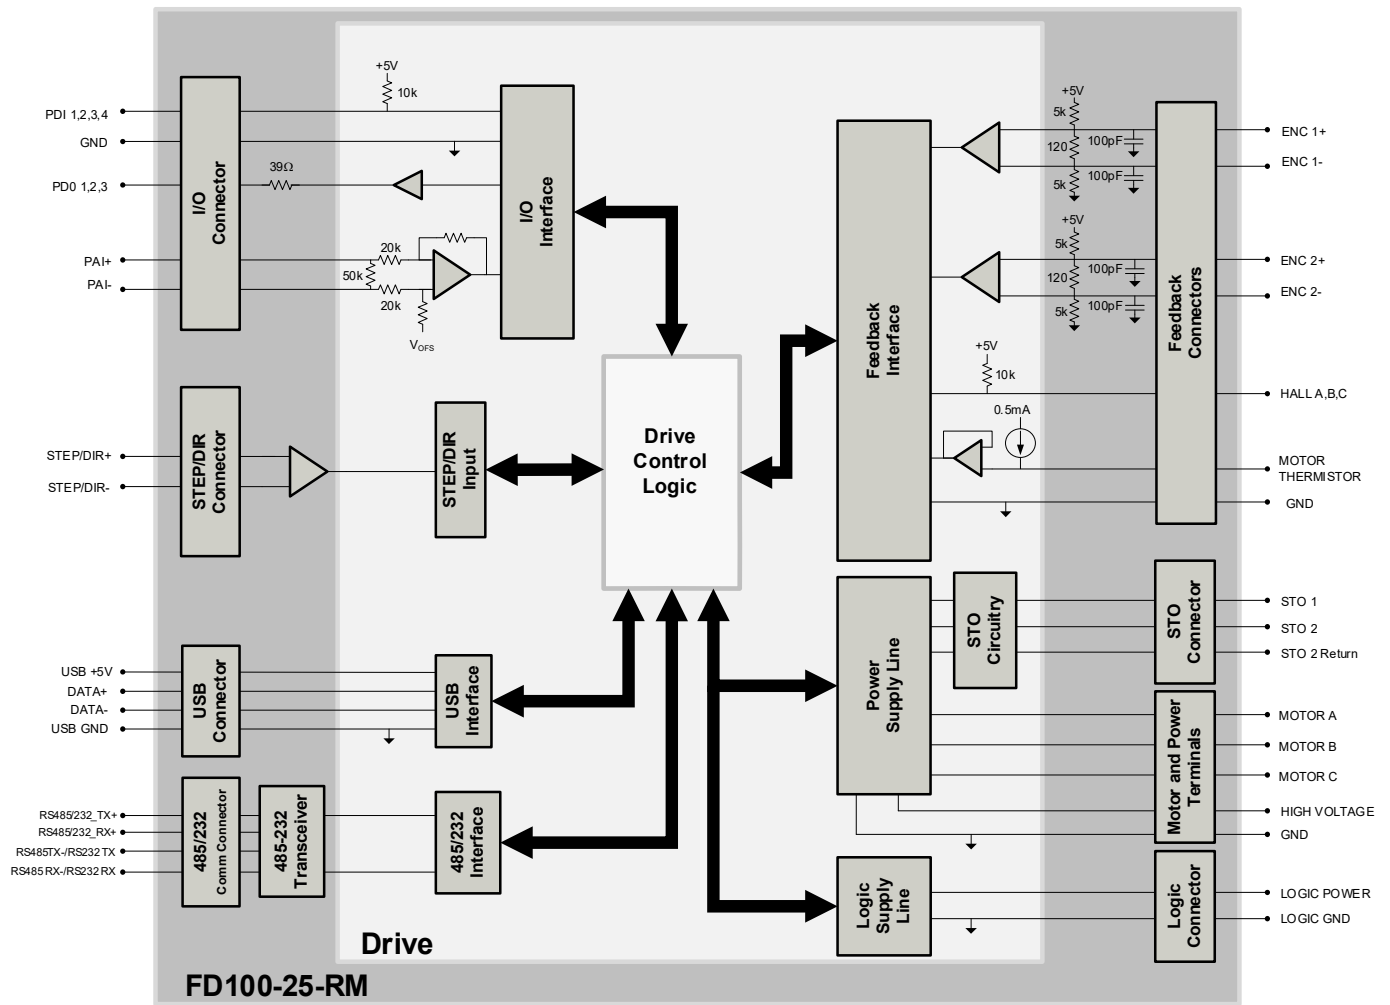 +5V
10k
PDI 1,2,3,4
GND
39Ω
PD0 1,2,3
I/O
Connector
I/O
Interface
PAI+
PAI-
20k
50k
20k
VOFS
STEP/DIR+
STEP/DIR-
STEP/DIR
Connector
STEP/DIR
Input
Drive
Control
Logic
USB +5V
DATA+
DATA-
USB GND
USB
Connector
USB
Interface
RS485/232_TX+
RS485/232_RX+
RS485TX-/RS232 TX
RS485 RX-/RS232 RX
485/232
Comm Connector
485-232
Transceiver
485/232
Interface
Feedback
Interface
+5V
5k
120
5k
100pF
100pF
ENC 1+
ENC 1-
+5V
5k
120
5k
100pF
100pF
ENC 2+
ENC 2-
Feedback
Connectors
+5V
10k
HALL A,B,C
0.5mA
MOTOR
THERMISTOR
GND
Power
Supply Line
STO
Circuitry
STO
Connector
STO 1
STO 2
STO 2 Return
Motor and Power
Terminals
MOTOR A
MOTOR B
MOTOR C
HIGH VOLTAGE
GND
Logic
Supply
Line
Logic
Connector
LOGIC POWER
LOGIC GND
Drive
FD100-25-RM